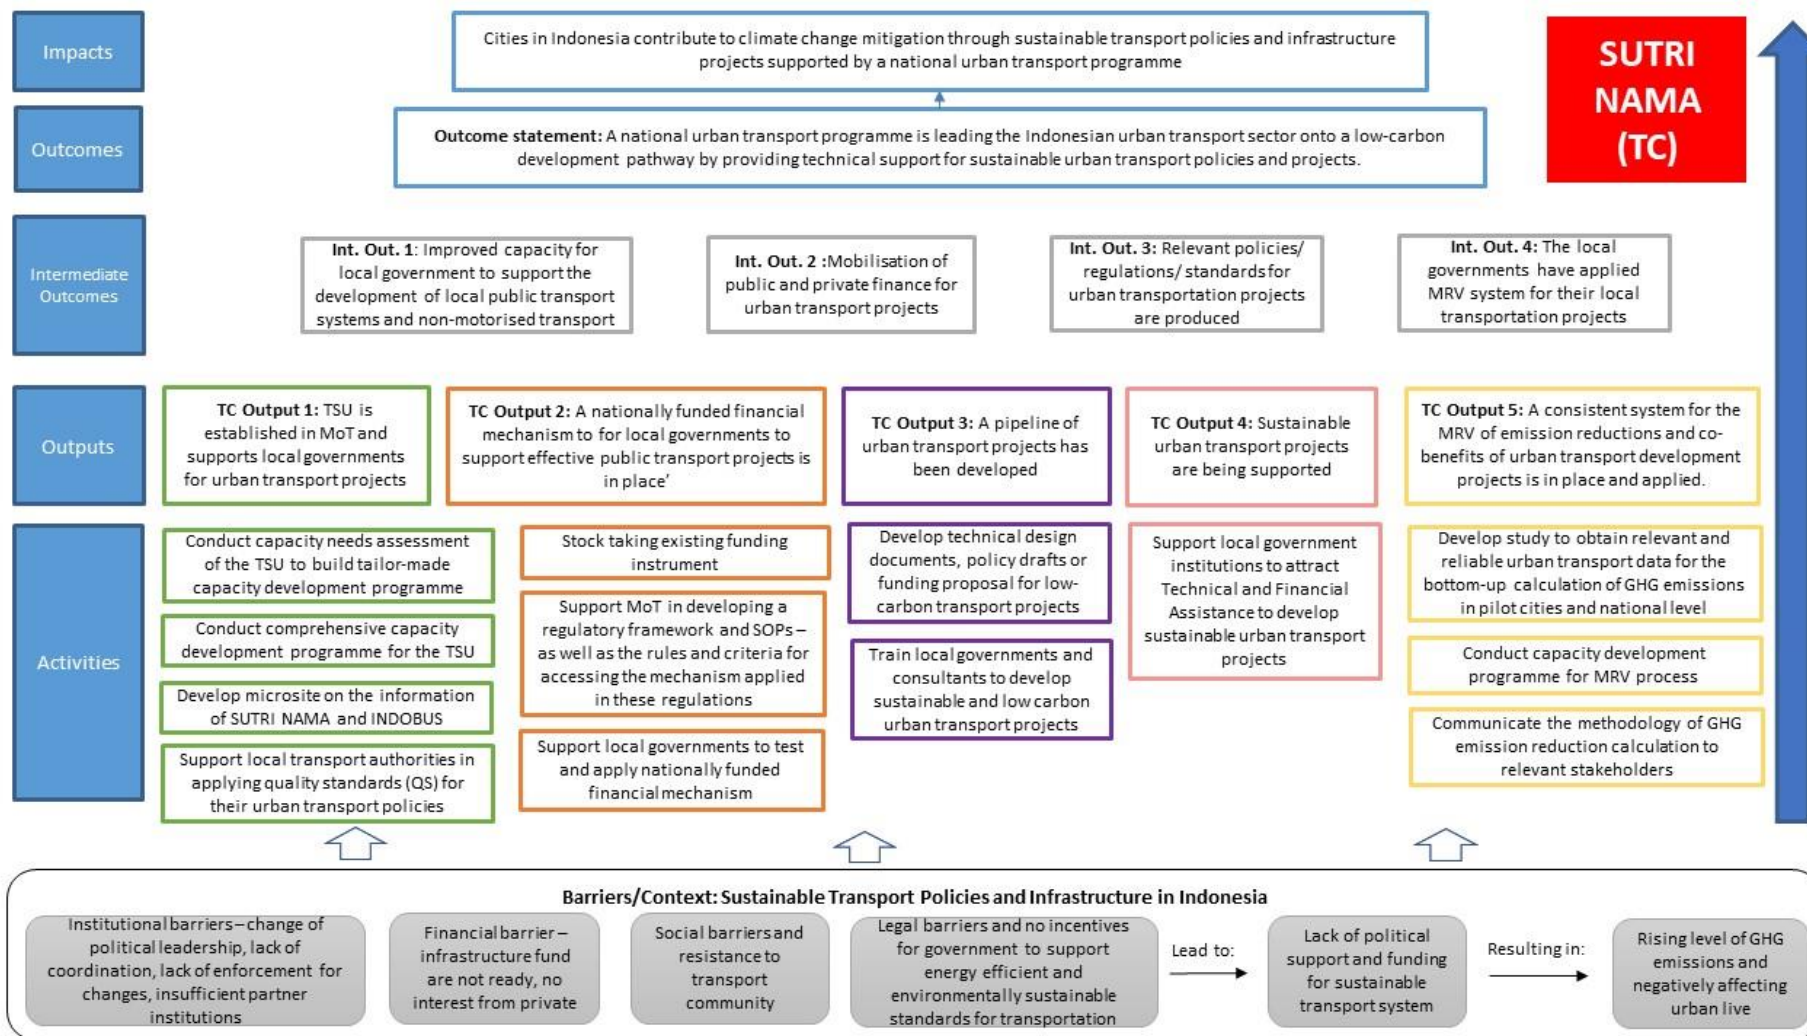 Impacts
Cities in Indonesia contribute to climate change mitigation through sustainable transport policies and infrastructure
projects supported by a national urban transport programme
SUTRI
NAMA
(TC)
Outcomes
Outcome statement: A national urban transport programme is leading the Indonesian urban transport sector onto a low-carbon
development pathway by providing technical support for sustainable urban transport policies and projects.
Intermediate
Outcomes
Int. Out. 1: Improved capacity for
local government to support the
development of local public transport
systems and non-motorised transport
Int. Out. 2 :Mobilisation of
public and private finance for
urban transport projects
Int. Out. 3: Relevant policies/
regulations/ standards for
urban transportation projects
are produced
Int. Out. 4: The local
governments have applied
MRV system for their local
transportation projects
Outputs
TC Output 1: TSU is
established in MoT and
supports local governments
for urban transport projects
TC Output 2: A nationally funded financial
mechanism to for local governments to
support effective public transport projects is
in place’
TC Output 3: A pipeline of
urban transport projects has
been developed
TC Output 4: Sustainable
urban transport projects
are being supported
TC Output 5: A consistent system for the
MRV of emission reductions and co-
benefits of urban transport development
projects is in place and applied.
Activities
Conduct capacity needs assessment
of the TSU to build tailor-made
capacity development programme
Conduct comprehensive capacity
development programme for the TSU
Develop microsite on the information
of SUTRI NAMA and INDOBUS
Support local transport authorities in
applying quality standards (QS) for
their urban transport policies
Stock taking existing funding
instrument
Support MoT in developing a
regulatory framework and SOPs –
as well as the rules and criteria for
accessing the mechanism applied
in these regulations
Support local governments to test
and apply nationally funded
financial mechanism
Develop technical design
documents, policy drafts or
funding proposal for low-
carbon transport projects
Train local governments and
consultants to develop
sustainable and low carbon
urban transport projects
Support local government
institutions to attract
Technical and Financial
Assistance to develop
sustainable urban transport
projects
Develop study to obtain relevant and
reliable urban transport data for the
bottom-up calculation of GHG emissions
in pilot cities and national level
Conduct capacity development
programme for MRV process
Communicate the methodology of GHG
emission reduction calculation to
relevant stakeholders
Barriers/Context: Sustainable Transport Policies and Infrastructure in Indonesia
Institutional barriers – change of
political leadership, lack of
coordination, lack of enforcement for
changes, insufficient partner
institutions
Financial barrier –
infrastructure fund
are not ready, no
interest from private
Social barriers and
resistance to
transport
community
Legal barriers and no incentives
for government to support
energy efficient and
environmentally sustainable
standards for transportation
Lead to:
Lack of political
support and funding
for sustainable
transport system
Resulting in:
Rising level of GHG
emissions and
negatively affecting
urban live